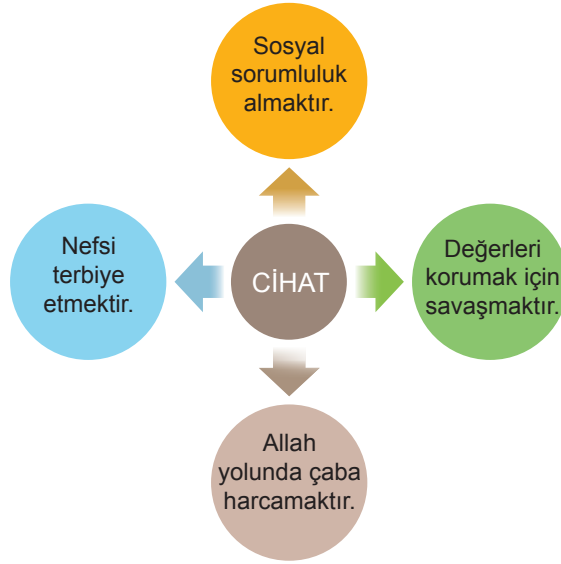 Sosyal
sorumluluk
almaktır.
Nefsi
terbiye
etmektir.
CİHAT
Değerleri
korumak için
savaşmaktır.
Allah
yolunda çaba
harcamaktır.